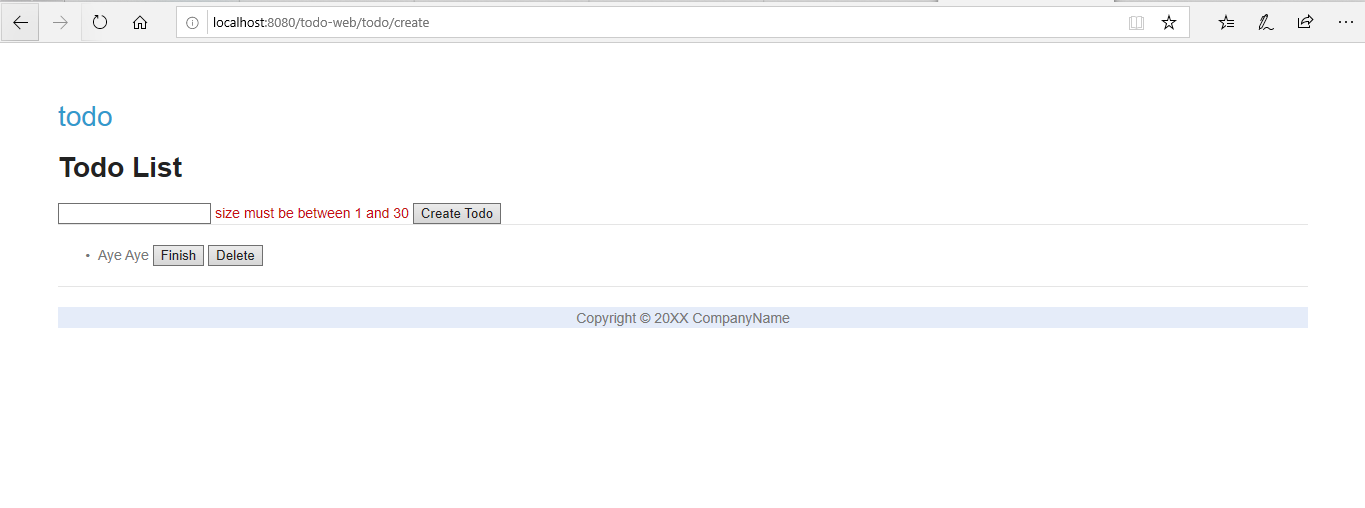 localhost:8080/todo-web/todo/create
todo
Todo List
size must be between 1 and 30 Create Todo
• Aye Aye Finish Delete
Copyright © 20XX CompanyName